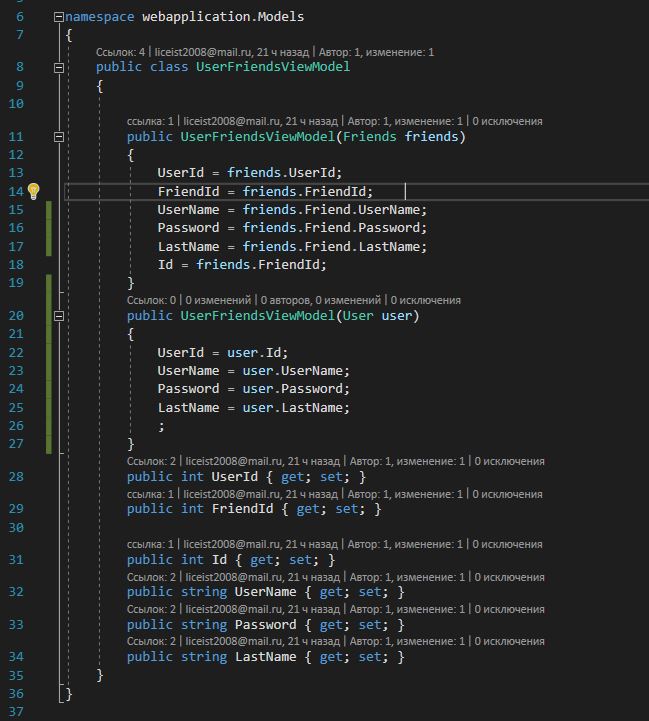 6 namespace webapplication.Models
7 {
Ссылок: 4 | liceist2008@mail.ru, 21 ч назад | Автор: 1, изменение: 1
8 public class UserFriendsViewModel
9 {
10
ссылка: 1 | liceist2008@mail.ru, 21 ч назад | Автор: 1, изменение: 1 | 0 исключения
11 public UserFriendsViewModel(Friends friends)
12 {
13 UserId = friends.UserId;
14 FriendId = friends.FriendId;
15 UserName = friends.Friend.UserName;
16 Password = friends.Friend.Password;
17 LastName = friends.Friend.LastName;
18 Id = friends.FriendId;
19 }
Ссылок: 0 | 0 изменений | 0 авторов, 0 изменений | 0 исключения
20 public UserFriendsViewModel(User user)
21 {
22 UserId = user.Id;
23 UserName = user.UserName;
24 Password = user.Password;
25 LastName = user.LastName;
26 ;
27 }
Ссылок: 2 | liceist2008@mail.ru, 21 ч назад | Автор: 1, изменение: 1 | 0 исключения
28 public int UserId { get; set; }
ссылка: 1 | liceist2008@mail.ru, 21 ч назад | Автор: 1, изменение: 1 | 0 исключения
29 public int FriendId { get; set; }
30
ссылка: 1 | liceist2008@mail.ru, 21 ч назад | Автор: 1, изменение: 1 | 0 исключения
31 public int Id { get; set; }
Ссылок: 2 | liceist2008@mail.ru, 21 ч назад | Автор: 1, изменение: 1 | 0 исключения
32 public string UserName { get; set; }
Ссылок: 2 | liceist2008@mail.ru, 21 ч назад | Автор: 1, изменение: 1 | 0 исключения
33 public string Password { get; set; }
Ссылок: 2 | liceist2008@mail.ru, 21 ч назад | Автор: 1, изменение: 1 | 0 исключения
34 public string LastName { get; set; }
35 }
36 }
37